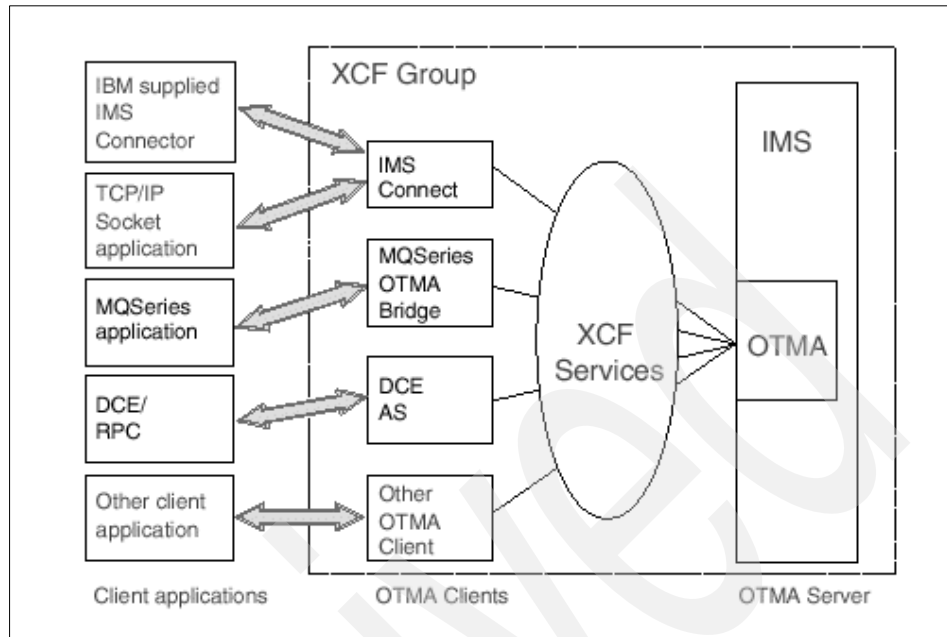 XCF Group
IBM supplied
IMS
Connector
TCP/IP
Socket
application
MQSeries
application
DCE/
RPC
Other client
application
Client applications
IMS
Connect
MQSeries
OTMA
Bridge
DCE
AS
Other
OTMA
Client
OTMA Clients
XCF
Services
IMS
OTMA
OTMA Server